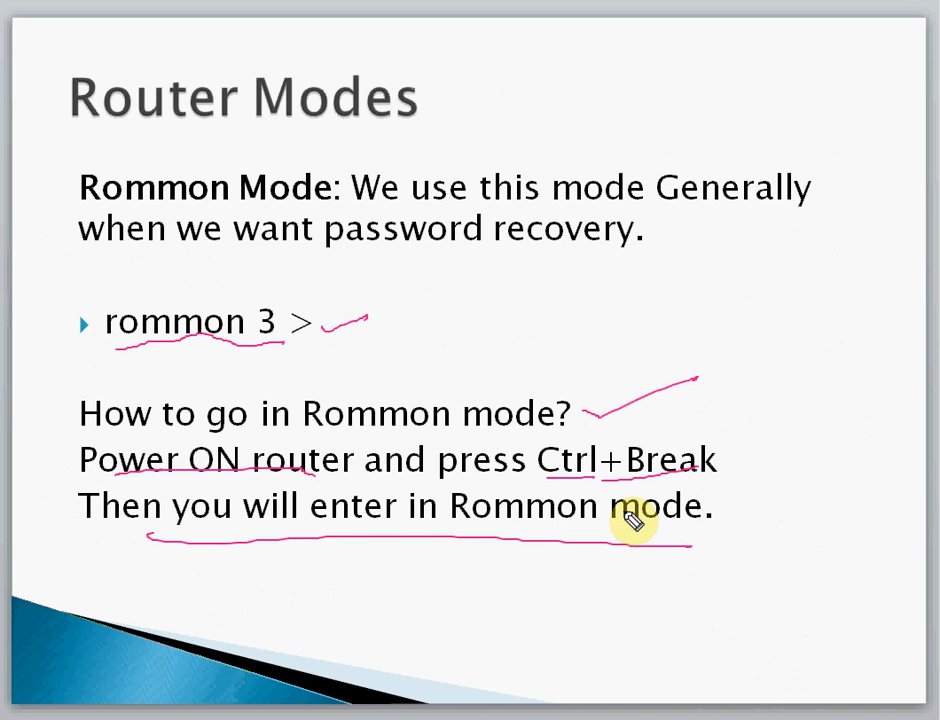 Router Modes
Rommon Mode: We use this mode Generally
when we want password recovery.
rommon 3 >
How to go in Rommon mode?
Power ON router and press Ctrl+Break
Then you will enter in Rommon mode.